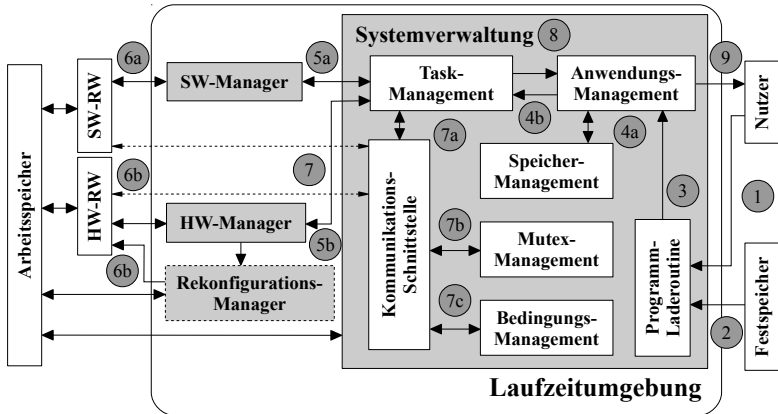 Systemverwaltung
8
6a
5a
9
SW-Manager
Task-
Management
Anwendungs-
Management
SW-RW
Nutzer
4b
7a
4a
Speicher-
Management
6b
7
3
1
Arbeitsspeicher
HW-RW
HW-Manager
5b
Kommunikations-
Schnittstelle
7b
Mutex-
Management
Programm-
Laderoutine
6b
Rekonfigurations-
Manager
7c
Bedingungs-
Management
2
Festspeicher
Laufzeitumgebung